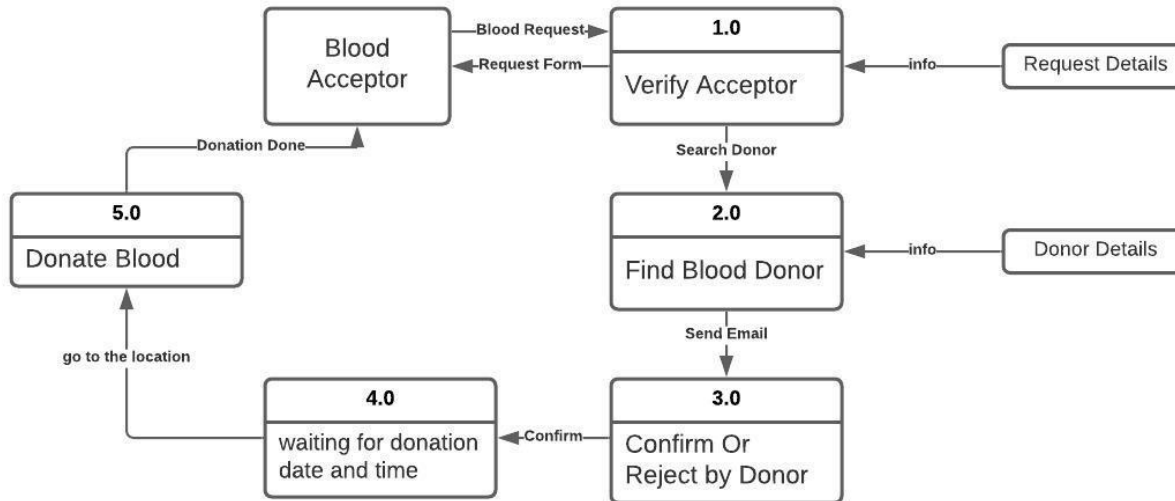 Blood
Acceptor
Blood Request
Request Form
1.0
Verify Acceptor
info
Request Details
Donation Done
Search Donor
5.0
Donate Blood
2.0
Find Blood Donor
info
Donor Details
go to the location
Send Email
4.0
waiting for donation
date and time
Confirm
3.0
Confirm Or
Reject by Donor